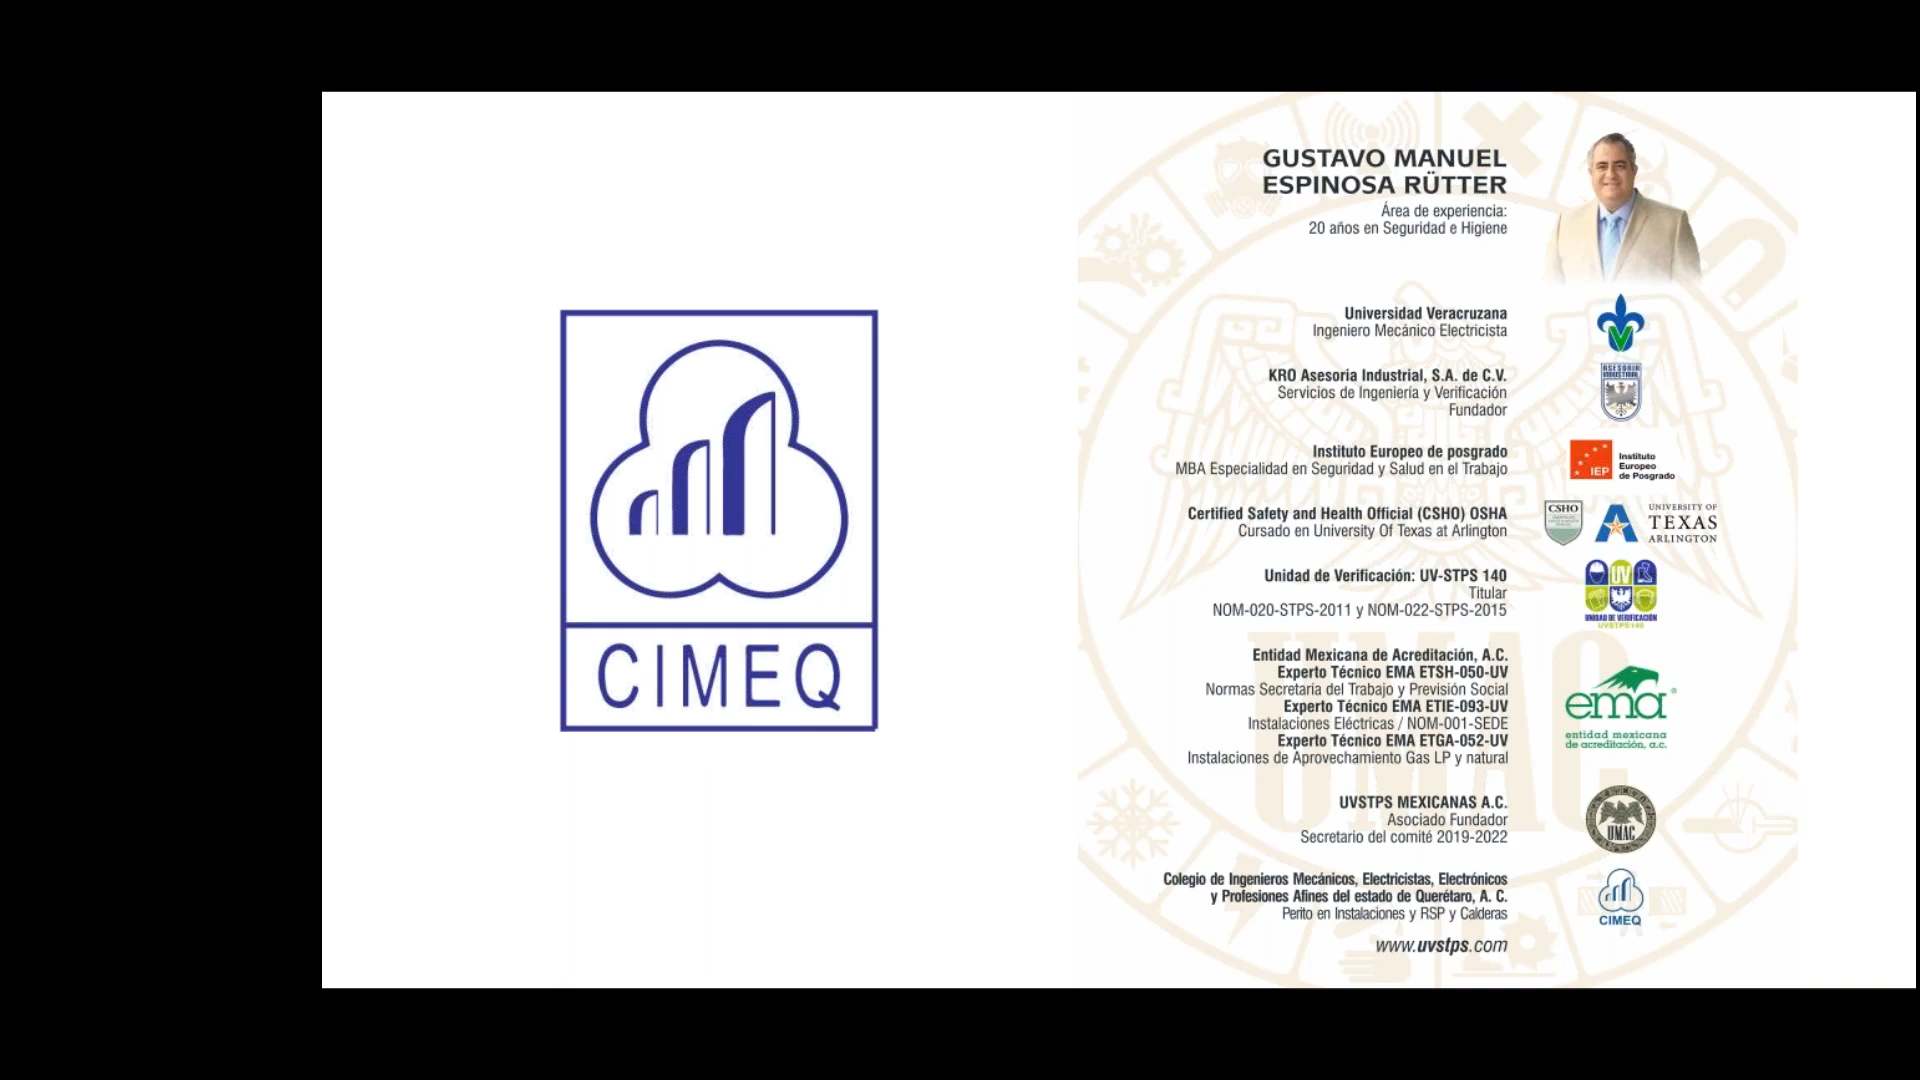 CIMEQ
GUSTAVO MANUEL
ESPINOSA RÜTTER
Área de experiencia:
20 años en Seguridad e Higiene
Universidad Veracruzana
Ingeniero Mecánico Electricista
KRO Asesoria Industrial, S.A. de C.V.
Servicios de Ingeniería y Verificación
Fundador
ASESORIA
INDUSTRIAL
Instituto Europeo de posgrado
MBA Especialidad en Seguridad y Salud en el Trabajo
IEP
Instituto
Europeo
de Posgrado
Certified Safety and Health Official (CSHO) OSHA
Cursado en University Of Texas at Arlington
CSHO
A
UNIVERSITY OF
TEXAS
ARLINGTON
Unidad de Verificación: UV-STPS 140
Titular
NOM-020-STPS-2011 y NOM-022-STPS-2015
UV
UNIDAD DE VERIFICACIÓN
UVSTPS140
Entidad Mexicana de Acreditación, A.C.
Experto Técnico EMA ETSH-050-UV
Normas Secretaría del Trabajo y Previsión Social
Experto Técnico EMA ETIE-093-UV
Instalaciones Eléctricas / NOM-001-SEDE
Experto Técnico EMA ETGA-052-UV
Instalaciones de Aprovechamiento Gas LP y natural
ema®
entidad mexicana
de acreditación, a.c.
UVSTPS MEXICANAS A.C.
Asociado Fundador
Secretario del comité 2019-2022
UMAC
Colegio de Ingenieros Mecánicos, Electricistas, Electrónicos
y Profesiones Afines del estado de Querétaro, A. C.
Perito en Instalaciones y RSP y Calderas
CIMEQ
www.uvstps.com
UMAC